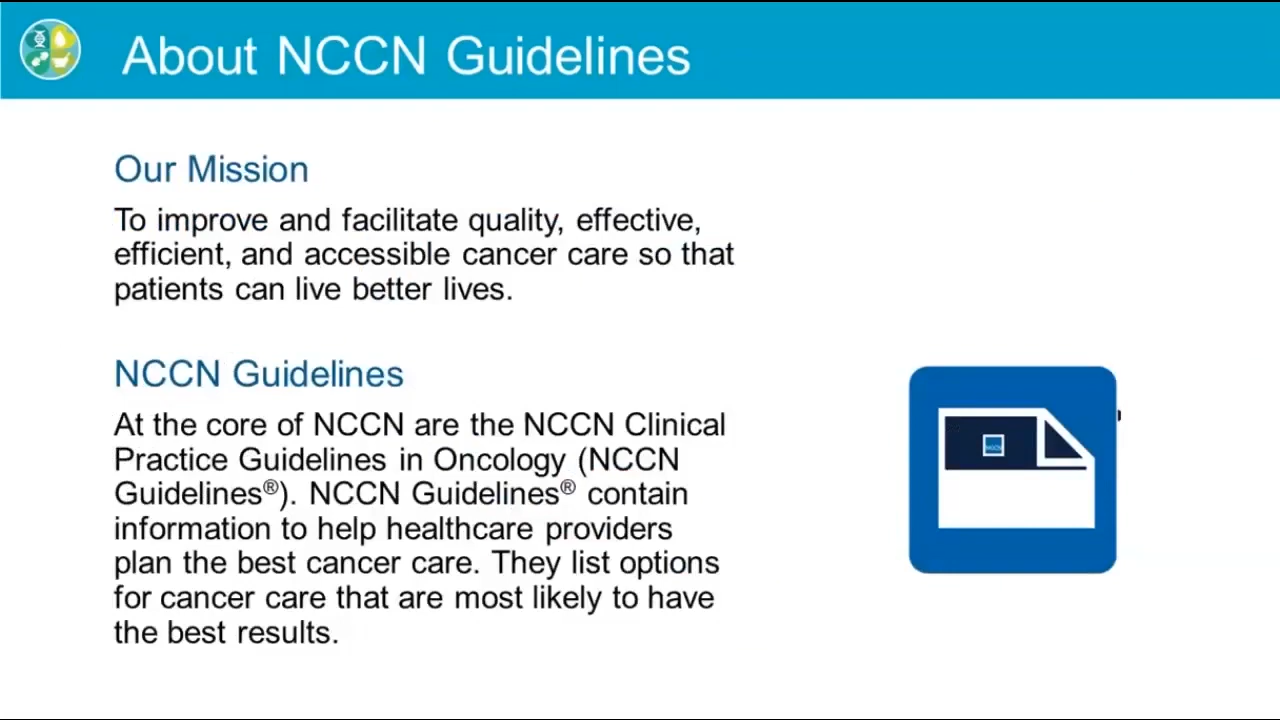 About NCCN Guidelines
Our Mission
To improve and facilitate quality, effective,
efficient, and accessible cancer care so that
patients can live better lives.
NCCN Guidelines
At the core of NCCN are the NCCN Clinical
Practice Guidelines in Oncology (NCCN
Guidelines®). NCCN Guidelines® contain
information to help healthcare providers
plan the best cancer care. They list options
for cancer care that are most likely to have
the best results.